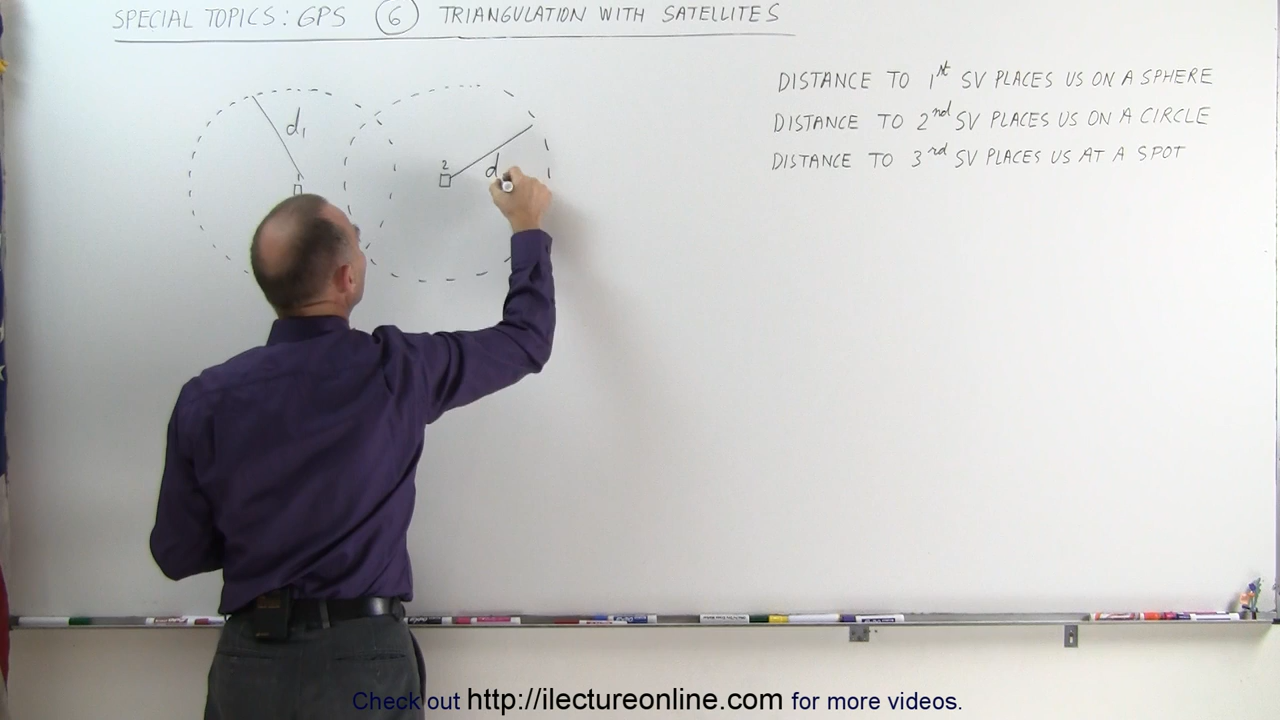 SPECIAL TOPICS: GPS 6 TRIANGULATION WITH SATELLITES
DISTANCE TO 1st SV PLACES US ON A SPHERE
DISTANCE TO 2nd SV PLACES US ON A CIRCLE
DISTANCE TO 3rd SV PLACES US AT A SPOT
d1
2
d
Check out http://ilectureonline.com for more videos.